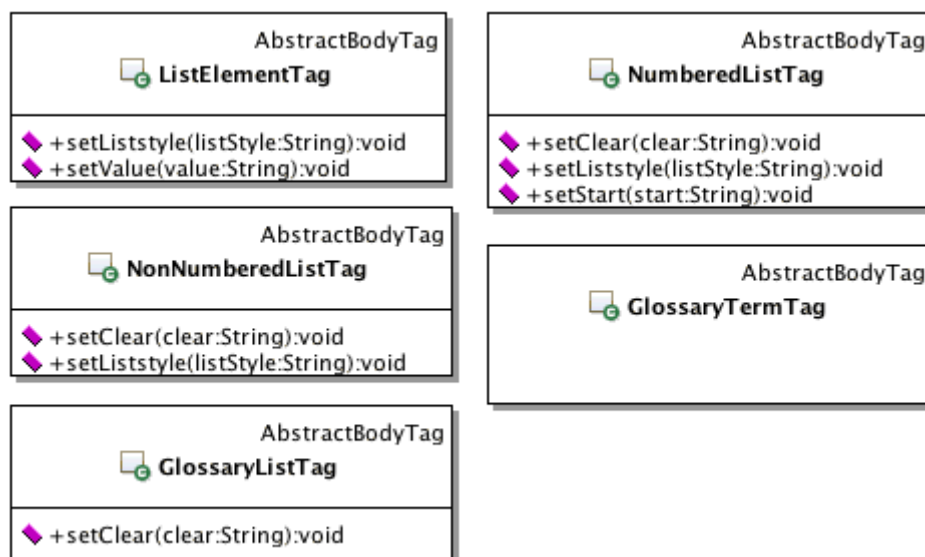 AbstractBodyTag
ListElementTag
+setListstyle(listStyle:String):void
+setValue(value:String):void
AbstractBodyTag
NumberedListTag
+setClear(clear:String):void
+setListstyle(listStyle:String):void
+setStart(start:String):void
AbstractBodyTag
NonNumberedListTag
+setClear(clear:String):void
+setListstyle(listStyle:String):void
AbstractBodyTag
GlossaryTermTag
AbstractBodyTag
GlossaryListTag
+setClear(clear:String):void